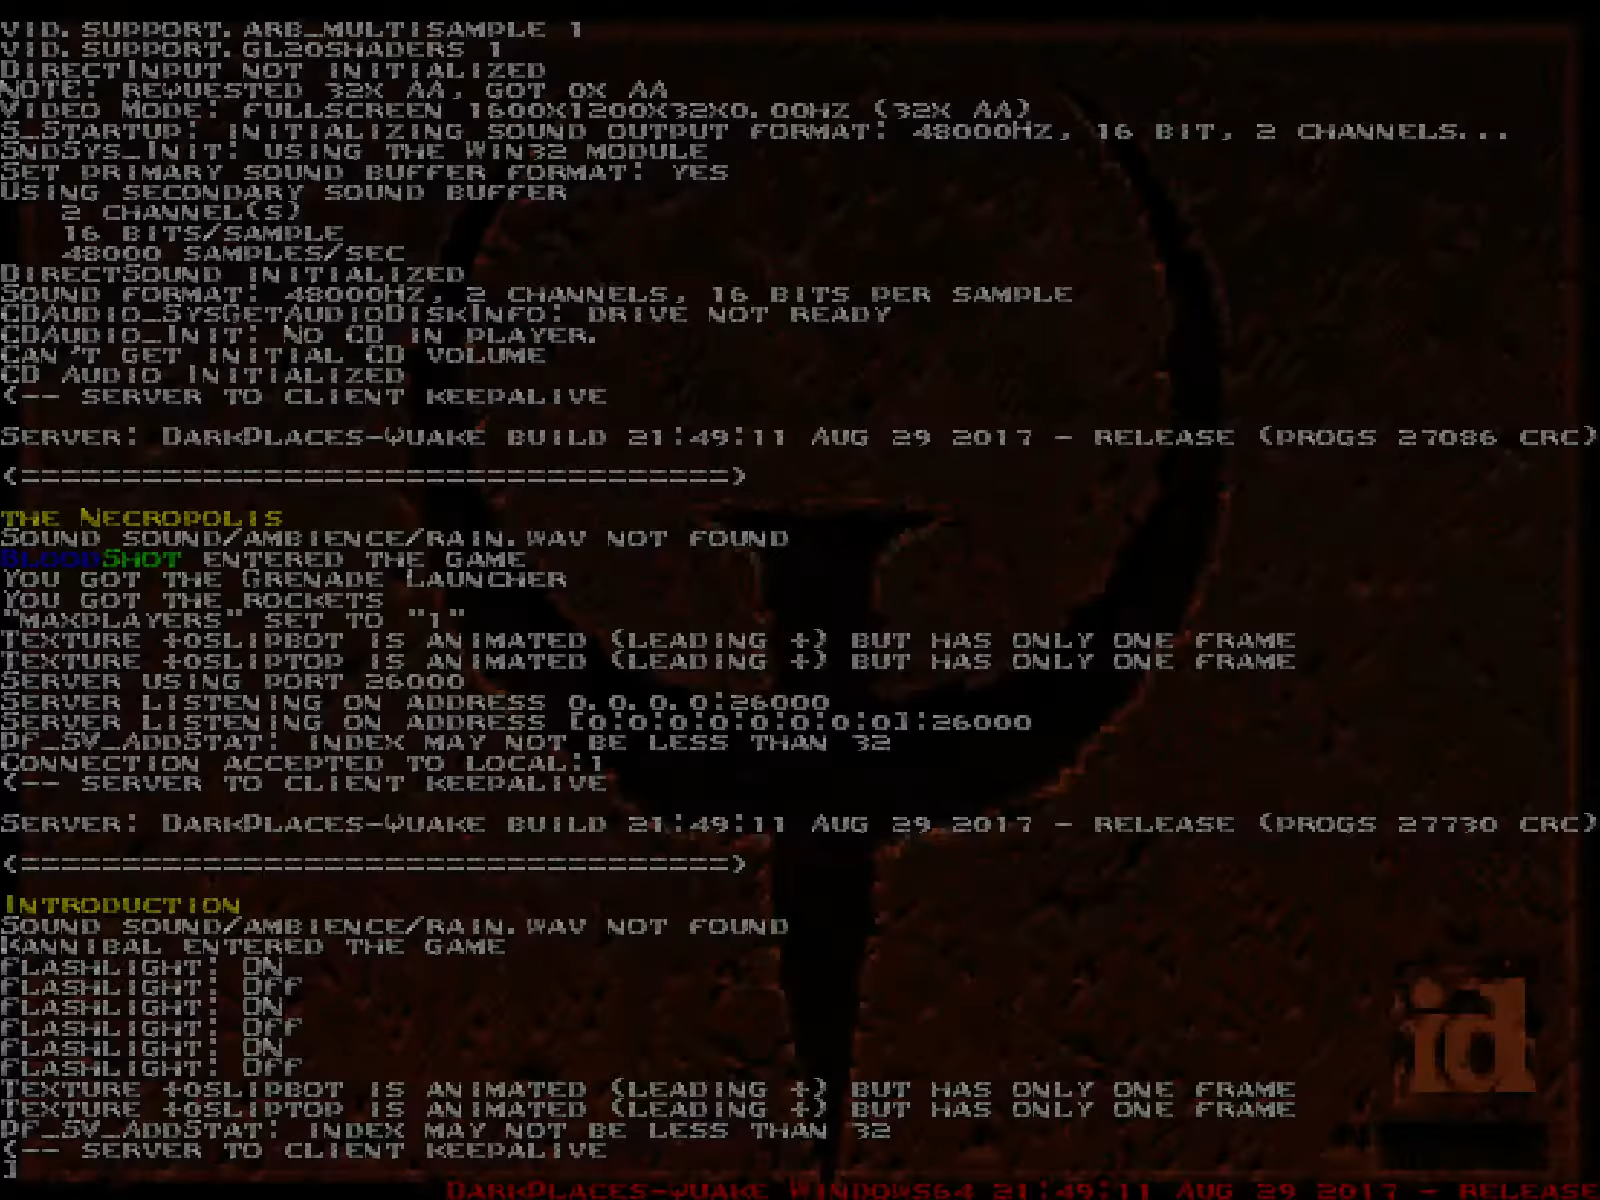 vid.support.arb_multisample 1
vid.support.gl20shaders 1
DirectInput not initialized
NOTE: requested 32x AA, got 0x AA
Video Mode: fullscreen 1600x1200x32x0.00hz (32x AA)
S_Startup: initializing sound output format: 48000Hz, 16 bit, 2 channels...
SndSys_Init: using the Win32 module
Set primary sound buffer format: yes
Using secondary sound buffer
   2 channel(s)
   16 bits/sample
   48000 samples/sec
DirectSound initialized
Sound format: 48000Hz, 2 channels, 16 bits per sample
CDAudio_SysGetAudioDiskInfo: drive not ready
CDAudio_Init: No CD in player.
Can't get initial CD volume
CD Audio Initialized
<-- server to client keepalive

Server: DarkPlaces-Quake build 21:49:11 Aug 29 2017 - release (progs 27086 CRC)

<===================================>

the Necropolis
Sound sound/ambience/rain.wav not found
BloodShot entered the game
You got the Grenade Launcher
You got the rockets
"maxplayers" set to "1"
Texture +0slipbot is animated (leading +) but has only one frame
Texture +0sliptop is animated (leading +) but has only one frame
Server using port 26000
Server listening on address 0.0.0.0:26000
Server listening on address [0:0:0:0:0:0:0:0]:26000
PF_SV_AddStat: index may not be less than 32
Connection accepted to local:1
<-- server to client keepalive

Server: DarkPlaces-Quake build 21:49:11 Aug 29 2017 - release (progs 27730 CRC)

<===================================>

Introduction
Sound sound/ambience/rain.wav not found
Kannibal entered the game
Flashlight: On
Flashlight: Off
Flashlight: On
Flashlight: Off
Flashlight: On
Flashlight: Off
Texture +0slipbot is animated (leading +) but has only one frame
Texture +0sliptop is animated (leading +) but has only one frame
PF_SV_AddStat: index may not be less than 32
<-- server to client keepalive
]
id
DarkPlaces-Quake Windows64 21:49:11 Aug 29 2017 - release